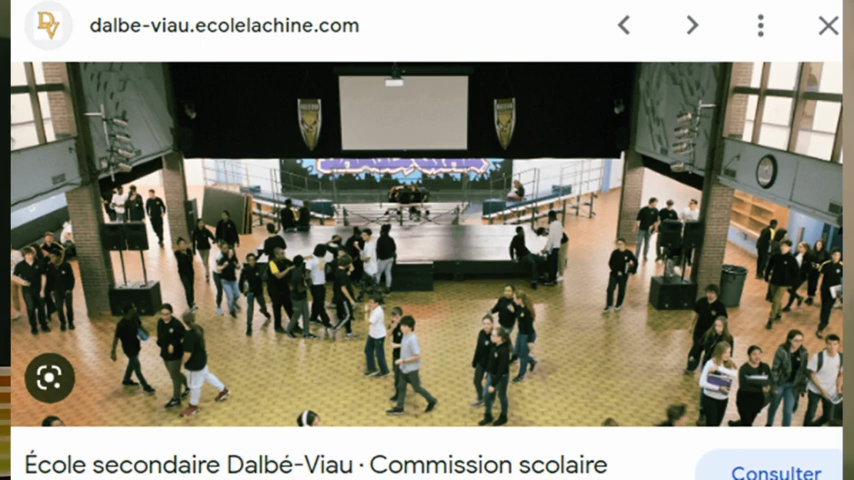 DV
dalbe-viau.ecolelachine.com
École secondaire Dalbé-Viau · Commission scolaire
Consulter